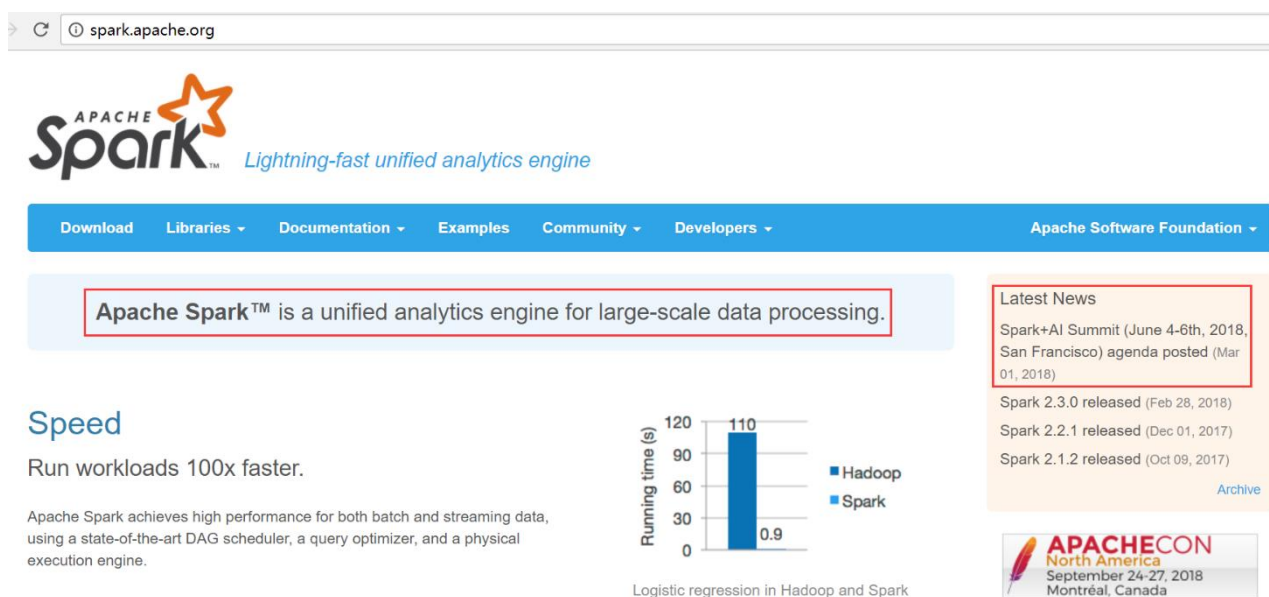 spark.apache.org
APACHE
Spark™
Lightning-fast unified analytics engine
Download Libraries Documentation Examples Community Developers Apache Software Foundation
Apache Spark™ is a unified analytics engine for large-scale data processing.
Latest News
Spark+AI Summit (June 4-6th, 2018,
San Francisco) agenda posted (Mar
01, 2018)
Spark 2.3.0 released (Feb 28, 2018)
Spark 2.2.1 released (Dec 01, 2017)
Spark 2.1.2 released (Oct 09, 2017)
Archive
Speed
Run workloads 100x faster.
Apache Spark achieves high performance for both batch and streaming data,
using a state-of-the-art DAG scheduler, a query optimizer, and a physical
execution engine.
Running time (s)
120
90
60
30
0
110
0.9
Hadoop
Spark
Logistic regression in Hadoop and Spark
APACHECON
North America
September 24-27, 2018
Montréal, Canada